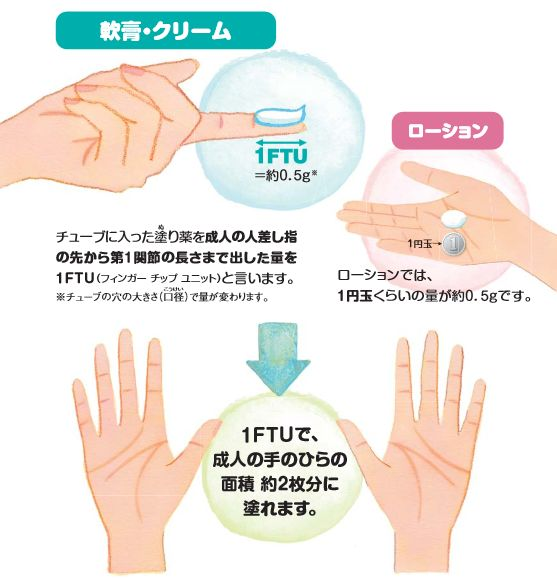 軟膏・クリーム
1FTU
=約0.5g※
ローション
1円玉→
1
チューブに入った塗り薬を成人の人差し指
の先から第1関節の長さまで出した量を
1FTU(フィンガー チップ ユニット)と言います。
※チューブの穴の大きさ(口径)で量が変わります。
ローションでは、
1円玉くらいの量が約0.5gです。
1FTUで、
成人の手のひらの
面積 約2枚分に
塗れます。